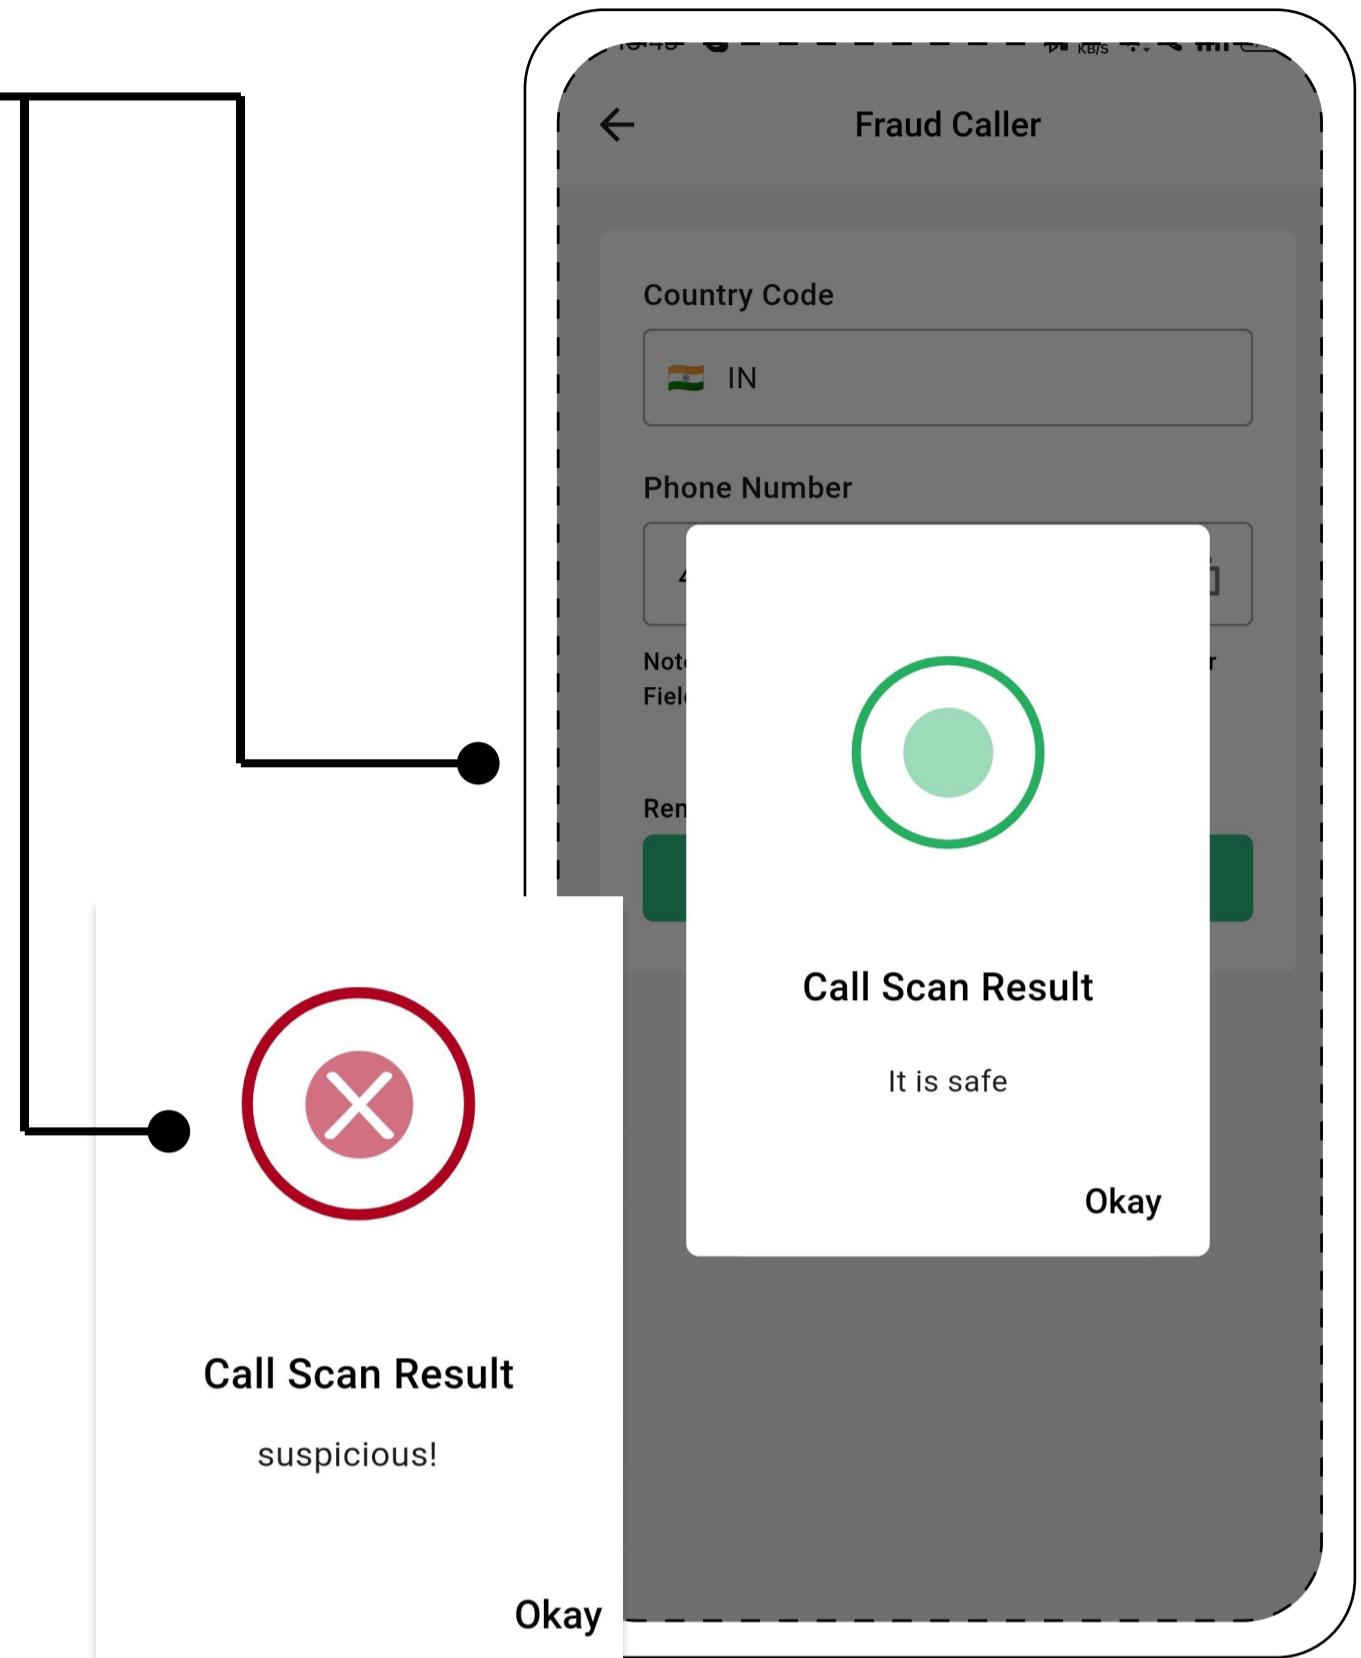 KB/S
Fraud Caller
Country Code
IN
Phone Number
Call Scan Result
It is safe
Okay
Call Scan Result
suspicious!
Okay